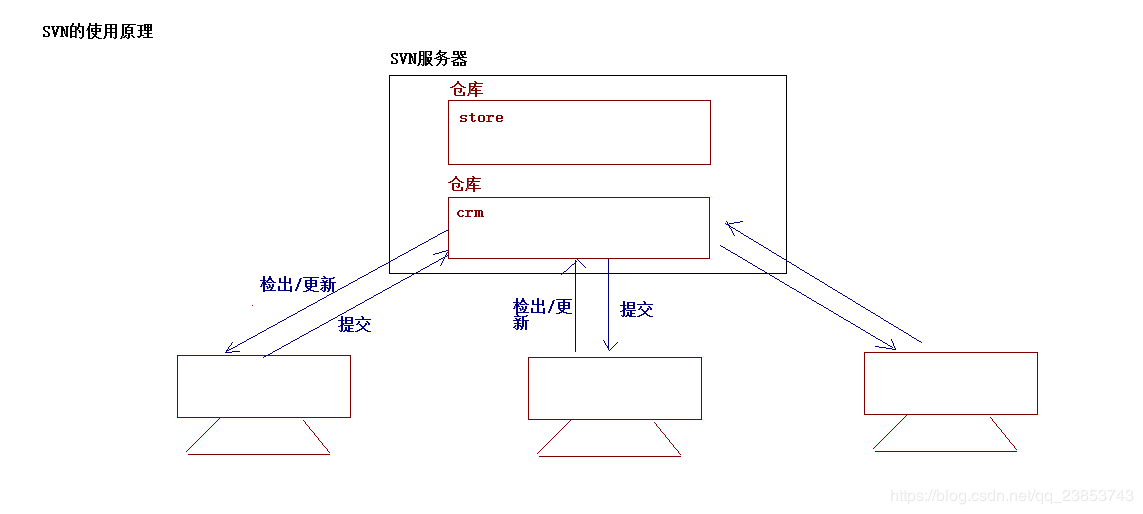 SVN的使用原理
SVN服务器
仓库
store
仓库
crm
检出/更新
提交
检出/更
新
提交
https://blog.csdn.net/qq_23853743